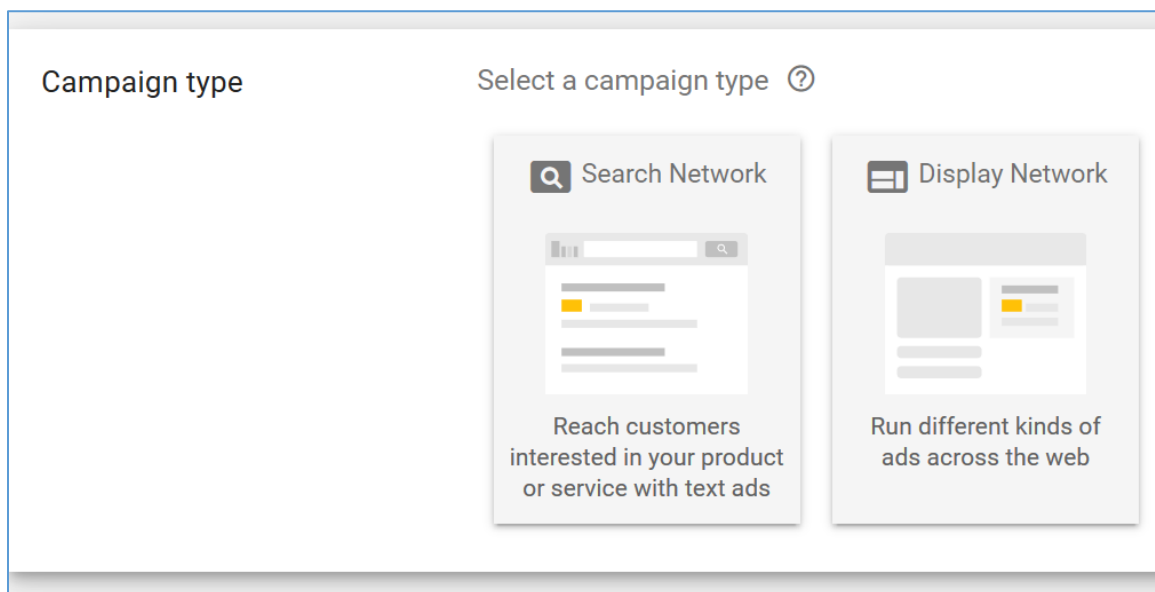 Campaign type
Select a campaign type
Search Network
Display Network
Reach customers
interested in your product
or service with text ads
Run different kinds of
ads across the web